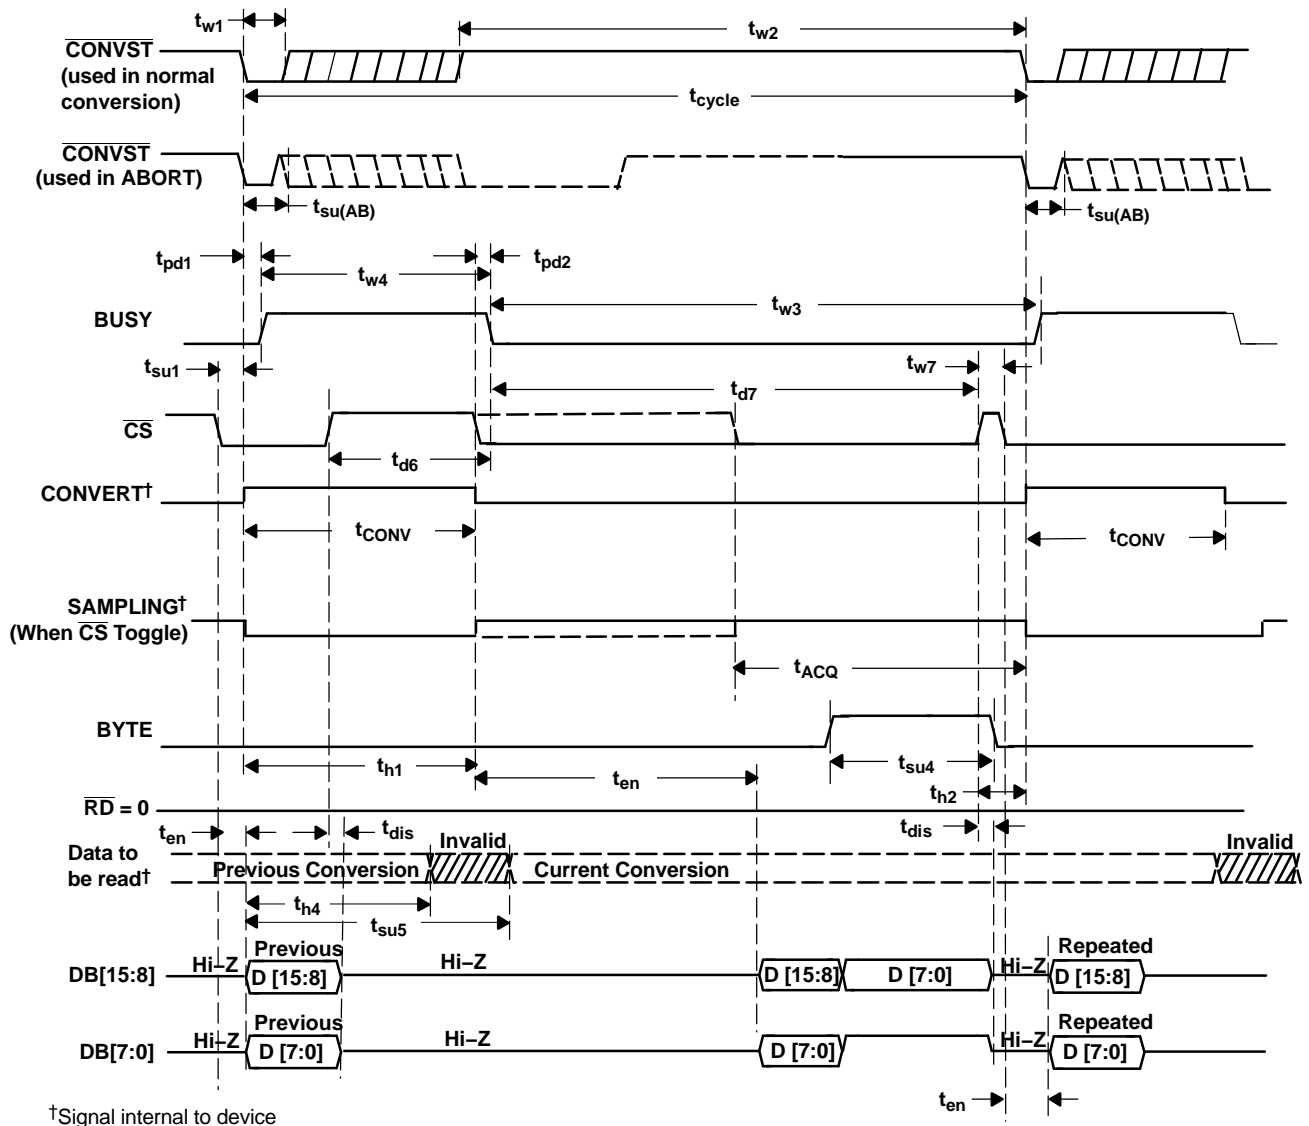 tw1
tw2
CONVST
(used in normal
conversion)
tcycle
CONVST
(used in ABORT)
tsu(AB)
tsu(AB)
tpd1
tw4
tpd2
tw3
BUSY
tsu1
tw7
td7
CS
td6
CONVERT†
tCONV
tCONV
SAMPLING†
(When CS Toggle)
tACQ
BYTE
th1
ten
tsu4
th2
RD = 0
ten
tdis
tdis
Data to
be read†
Previous Conversion
Invalid
Current Conversion
Invalid
th4
tsu5
DB[15:8]
Hi–Z
Previous
D [15:8]
Hi–Z
D [15:8]
D [7:0]
Hi–Z
Repeated
D [15:8]
DB[7:0]
Hi–Z
Previous
D [7:0]
Hi–Z
D [7:0]
Hi–Z
Repeated
D [7:0]
ten
†Signal internal to device